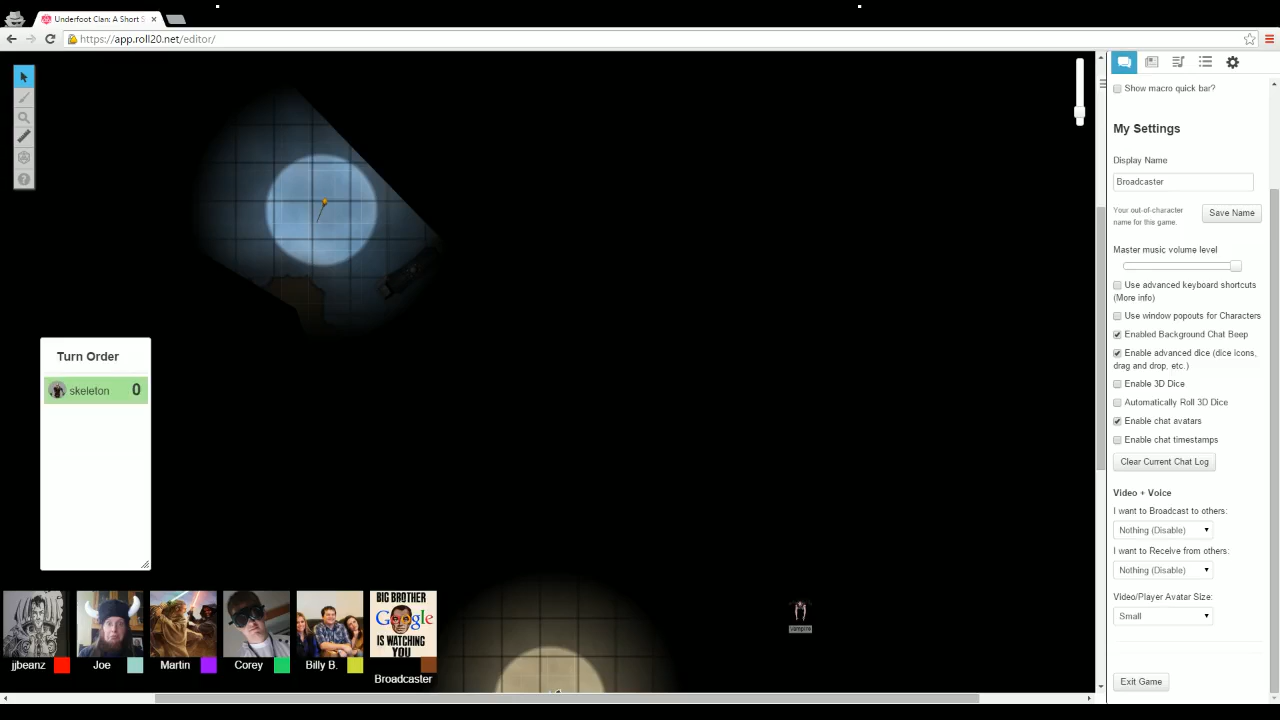 Underfoot Clan: A Short S
https://app.roll20.net/editor/
Show macro quick bar?
My Settings
Display Name
Broadcaster
Your out-of-character
name for this game.
Save Name
Master music volume level
Use advanced keyboard shortcuts
(More info)
Use window popouts for Characters
Enabled Background Chat Beep
Enable advanced dice (dice icons,
drag and drop, etc.)
Enable 3D Dice
Automatically Roll 3D Dice
Enable chat avatars
Enable chat timestamps
Clear Current Chat Log
Video + Voice
I want to Broadcast to others:
Nothing (Disable)
I want to Receive from others:
Nothing (Disable)
Video/Player Avatar Size:
Small
Exit Game
Turn Order
skeleton 0
vampire
BIG BROTHER
Google
IS WATCHING
YOU
jjbeanz
Joe
Martin
Corey
Billy B.
Broadcaster